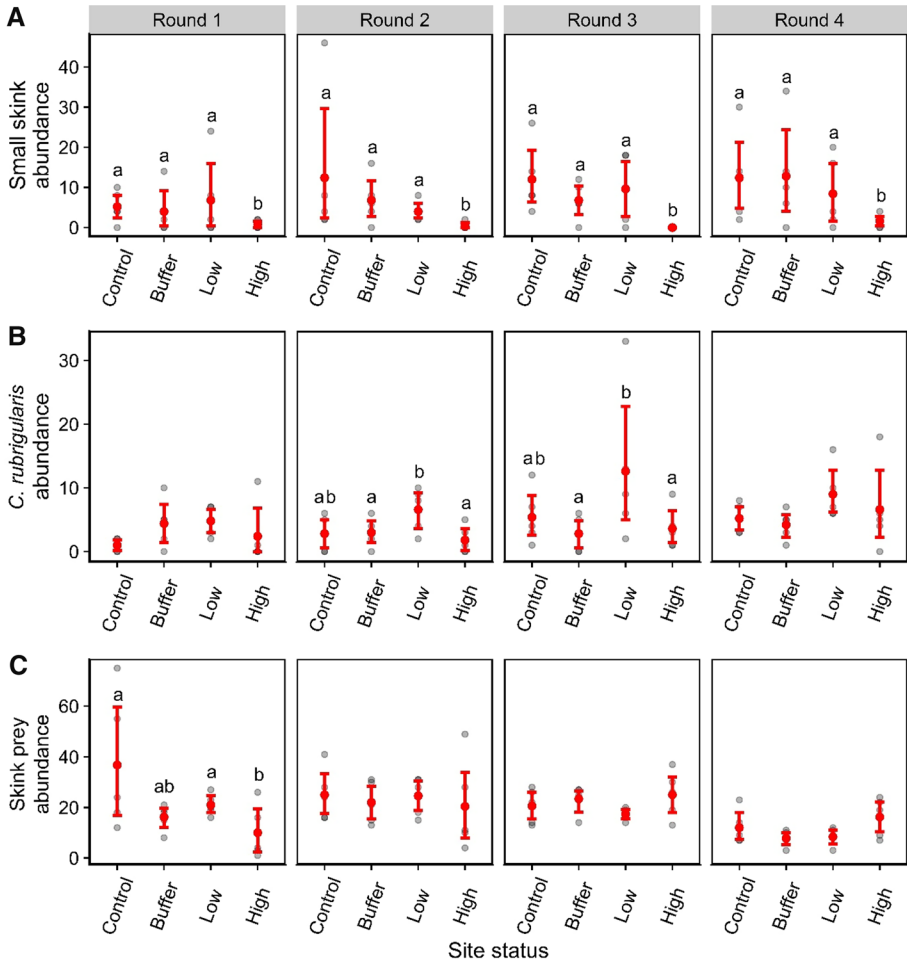 A
Round 1 Round 2 Round 3 Round 4
Small skink
abundance
40
30
20
10
0
a a a b
a a a b
a a a b
a a a b
Control Buffer Low High
Control Buffer Low High
Control Buffer Low High
Control Buffer Low High
B
C. rubrigularis
abundance
30
20
10
0
ab a b a
ab a b a
Control Buffer Low High
Control Buffer Low High
Control Buffer Low High
Control Buffer Low High
C
Skink prey
abundance
60
40
20
0
a ab a b
Control Buffer Low High
Control Buffer Low High
Control Buffer Low High
Control Buffer Low High
Site status